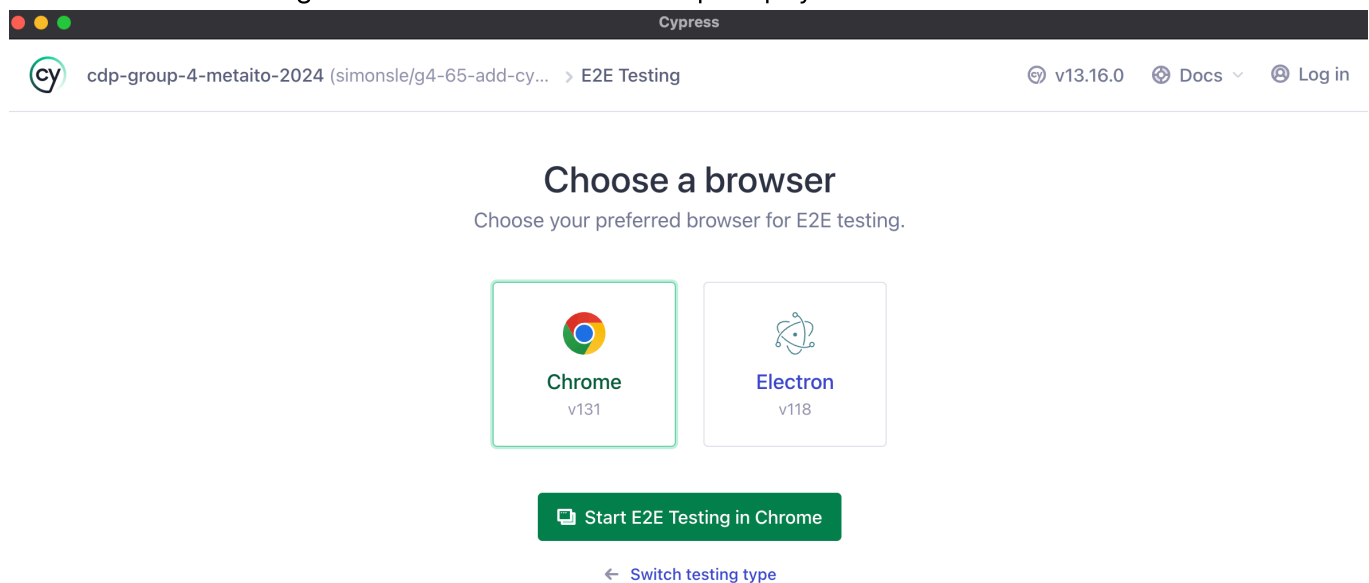 Cypress
cy cdp-group-4-metaito-2024 (simonsle/g4-65-add-cy... > E2E Testing cy v13.16.0 Docs Log in
Choose a browser
Choose your preferred browser for E2E testing.
Chrome Electron
v131 v118
Start E2E Testing in Chrome
← Switch testing type